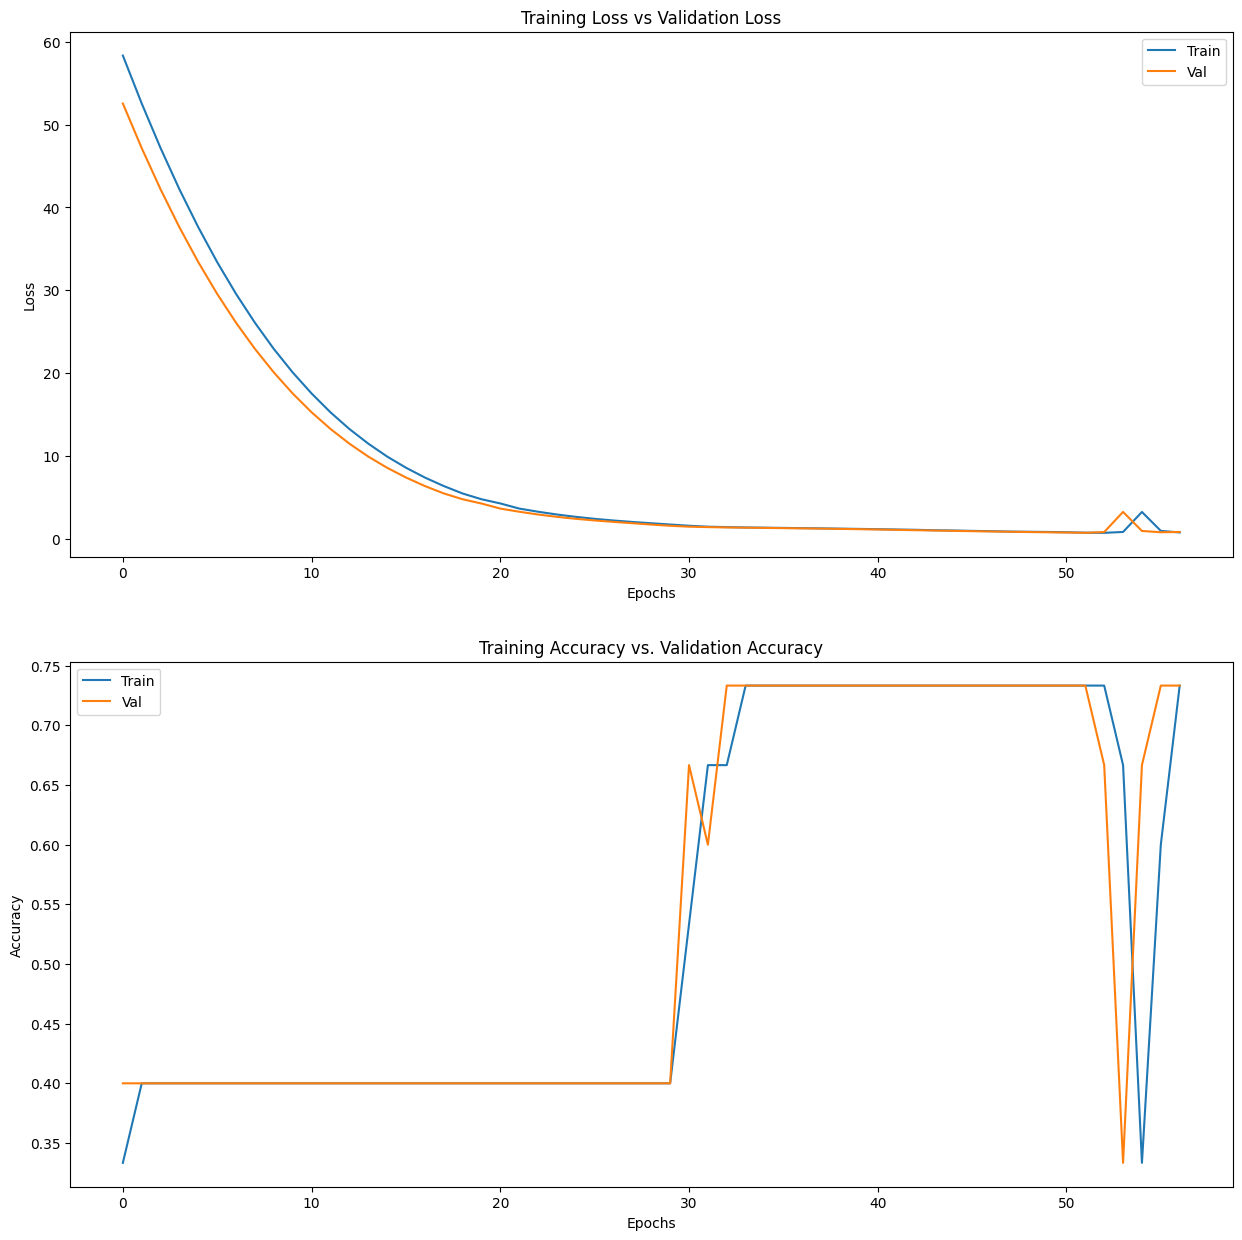 Training Loss vs Validation Loss
60
50
40
30
20
10
0
Loss
Train
Val
0 10 20 30 40 50
Epochs
Training Accuracy vs. Validation Accuracy
0.75
0.70
0.65
0.60
0.55
0.50
0.45
0.40
0.35
Accuracy
Train
Val
0 10 20 30 40 50
Epochs